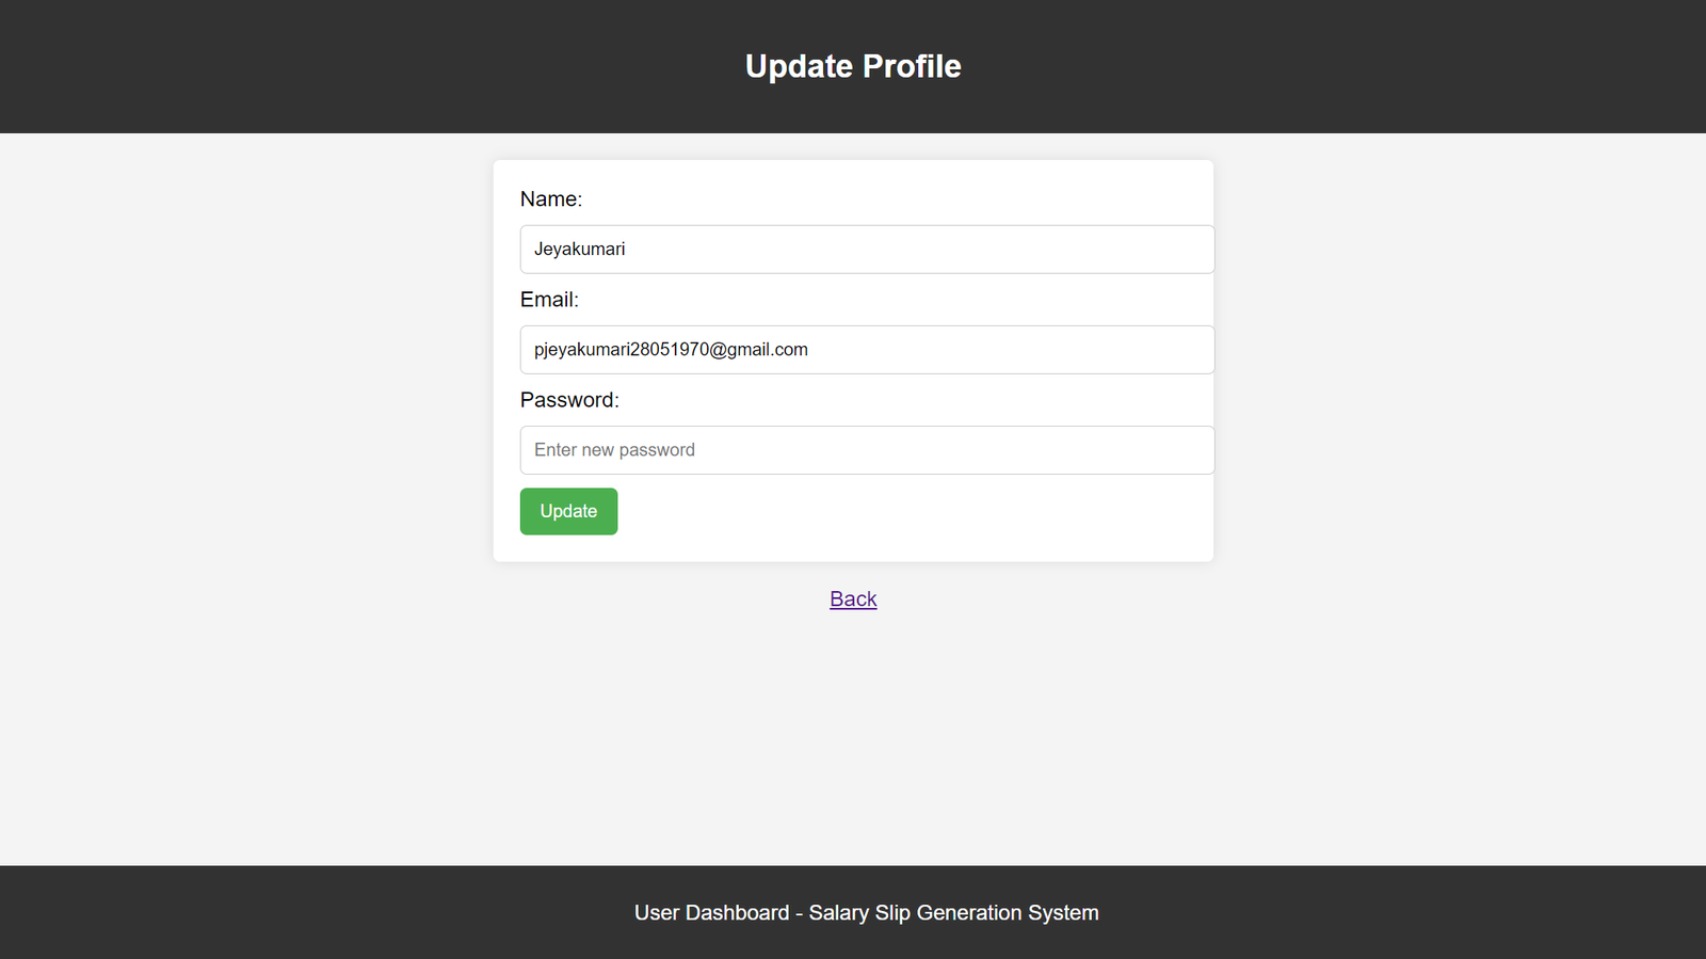 Update Profile
Name:
Jeyakumari
Email:
pjeyakumari28051970@gmail.com
Password:
Enter new password
Update
Back
User Dashboard - Salary Slip Generation System